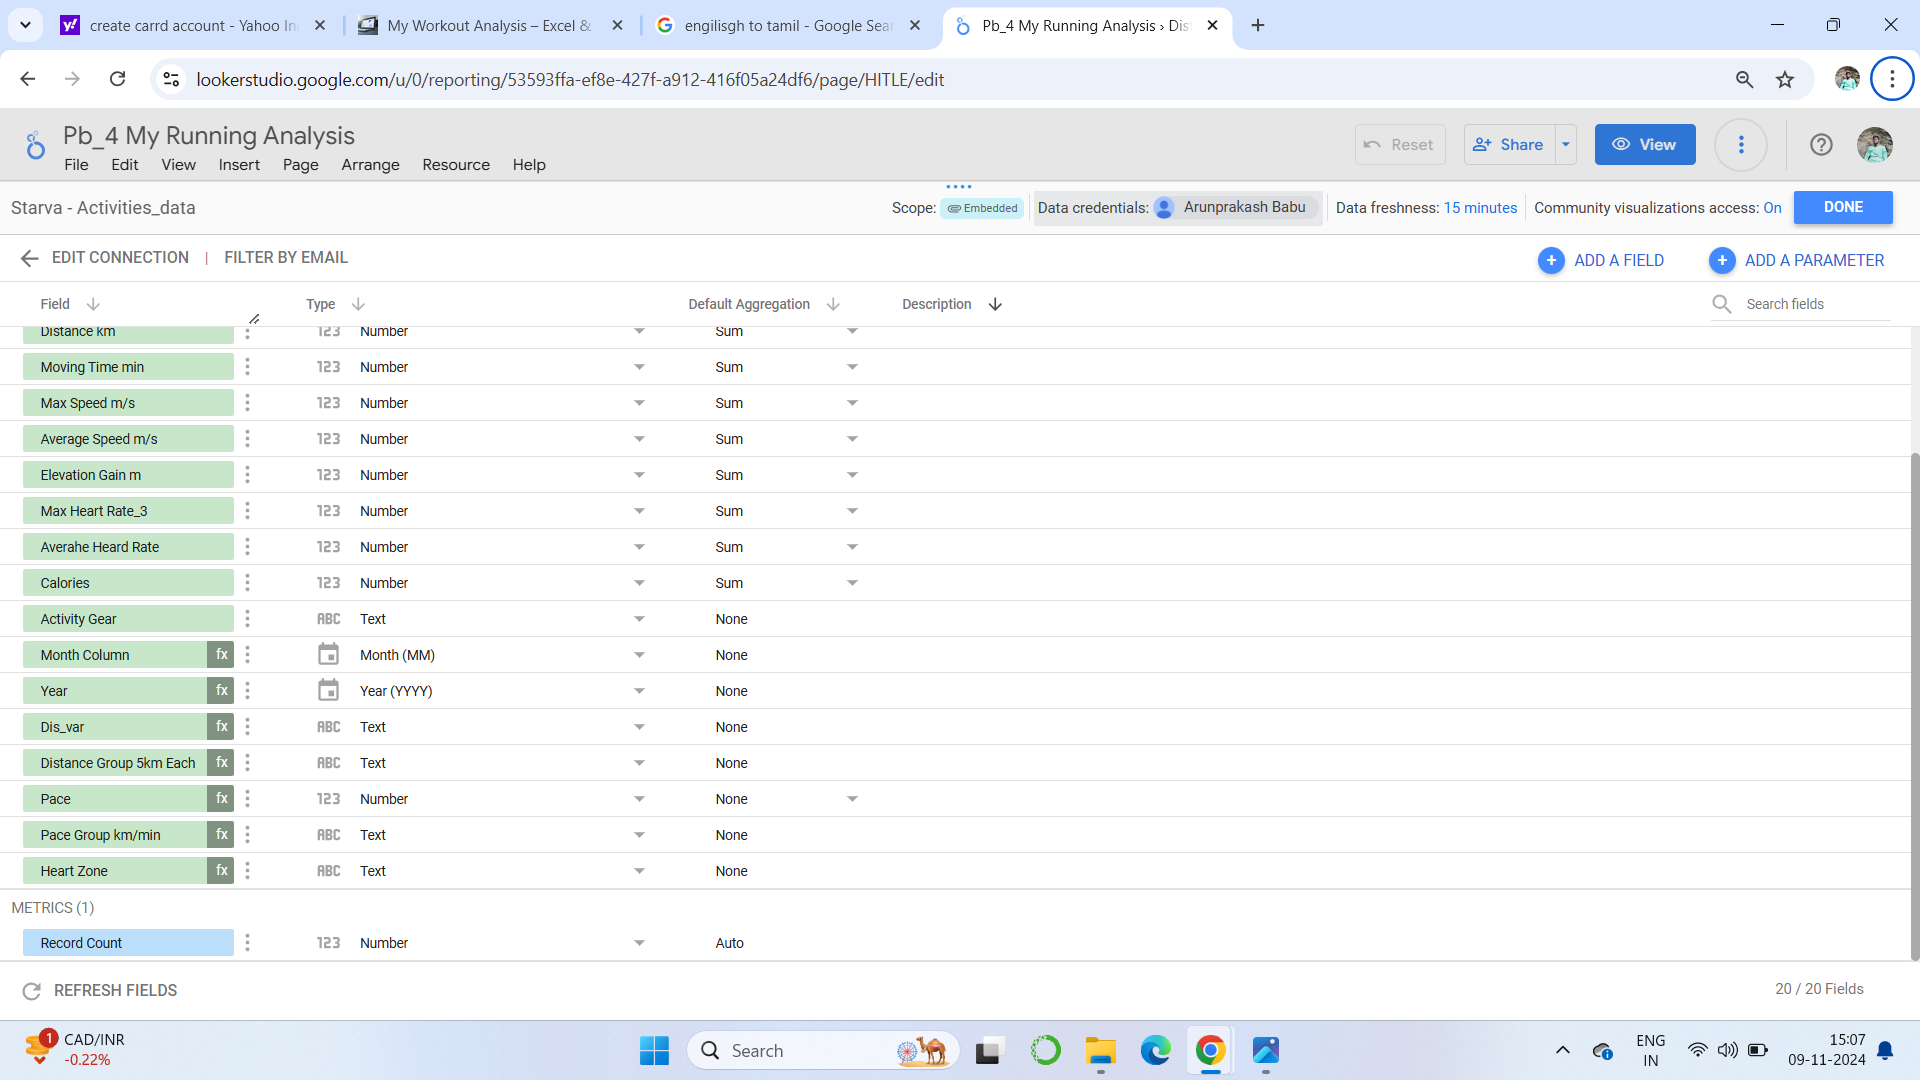 create carrd account - Yahoo In
My Workout Analysis – Excel &
engilisgh to tamil - Google Sear
Pb_4 My Running Analysis › Dis
lookerstudio.google.com/u/0/reporting/53593ffa-ef8e-427f-a912-416f05a24df6/page/HITLE/edit
Pb_4 My Running Analysis
File Edit View Insert Page Arrange Resource Help
Reset
Share
View
Starva - Activities_data
Scope: Embedded
Data credentials: Arunprakash Babu
Data freshness: 15 minutes
Community visualizations access: On
DONE
EDIT CONNECTION | FILTER BY EMAIL
ADD A FIELD
ADD A PARAMETER
Field Type Default Aggregation Description Search fields
Distance km 123 Number Sum
Moving Time min 123 Number Sum
Max Speed m/s 123 Number Sum
Average Speed m/s 123 Number Sum
Elevation Gain m 123 Number Sum
Max Heart Rate_3 123 Number Sum
Averahe Heard Rate 123 Number Sum
Calories 123 Number Sum
Activity Gear ABC Text None
Month Column fx Month (MM) None
Year fx Year (YYYY) None
Dis_var fx ABC Text None
Distance Group 5km Each fx ABC Text None
Pace fx 123 Number None
Pace Group km/min fx ABC Text None
Heart Zone fx ABC Text None
METRICS (1)
Record Count 123 Number Auto
REFRESH FIELDS
20 / 20 Fields
1
CAD/INR
-0.22%
Search
ENG
IN
15:07
09-11-2024